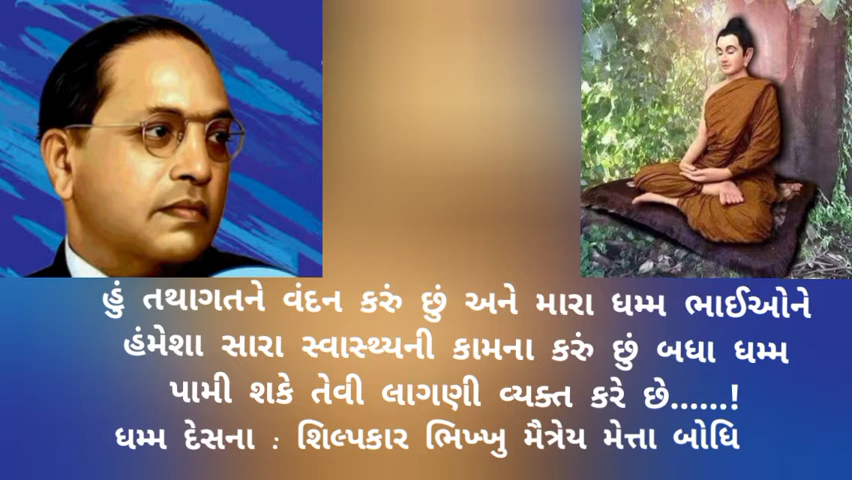 હું તથાગતને વંદન કરું છું અને મારા ધમ્મ ભાઈઓને
હંમેશા સારા સ્વાસ્થ્યની કામના કરું છું બધા ધમ્મ
પામી શકે તેવી લાગણી વ્યક્ત કરે છે......!
ધમ્મ દેસના : શિલ્પકાર ભિખ્ખુ મૈત્રેય મેત્તા બોધિ